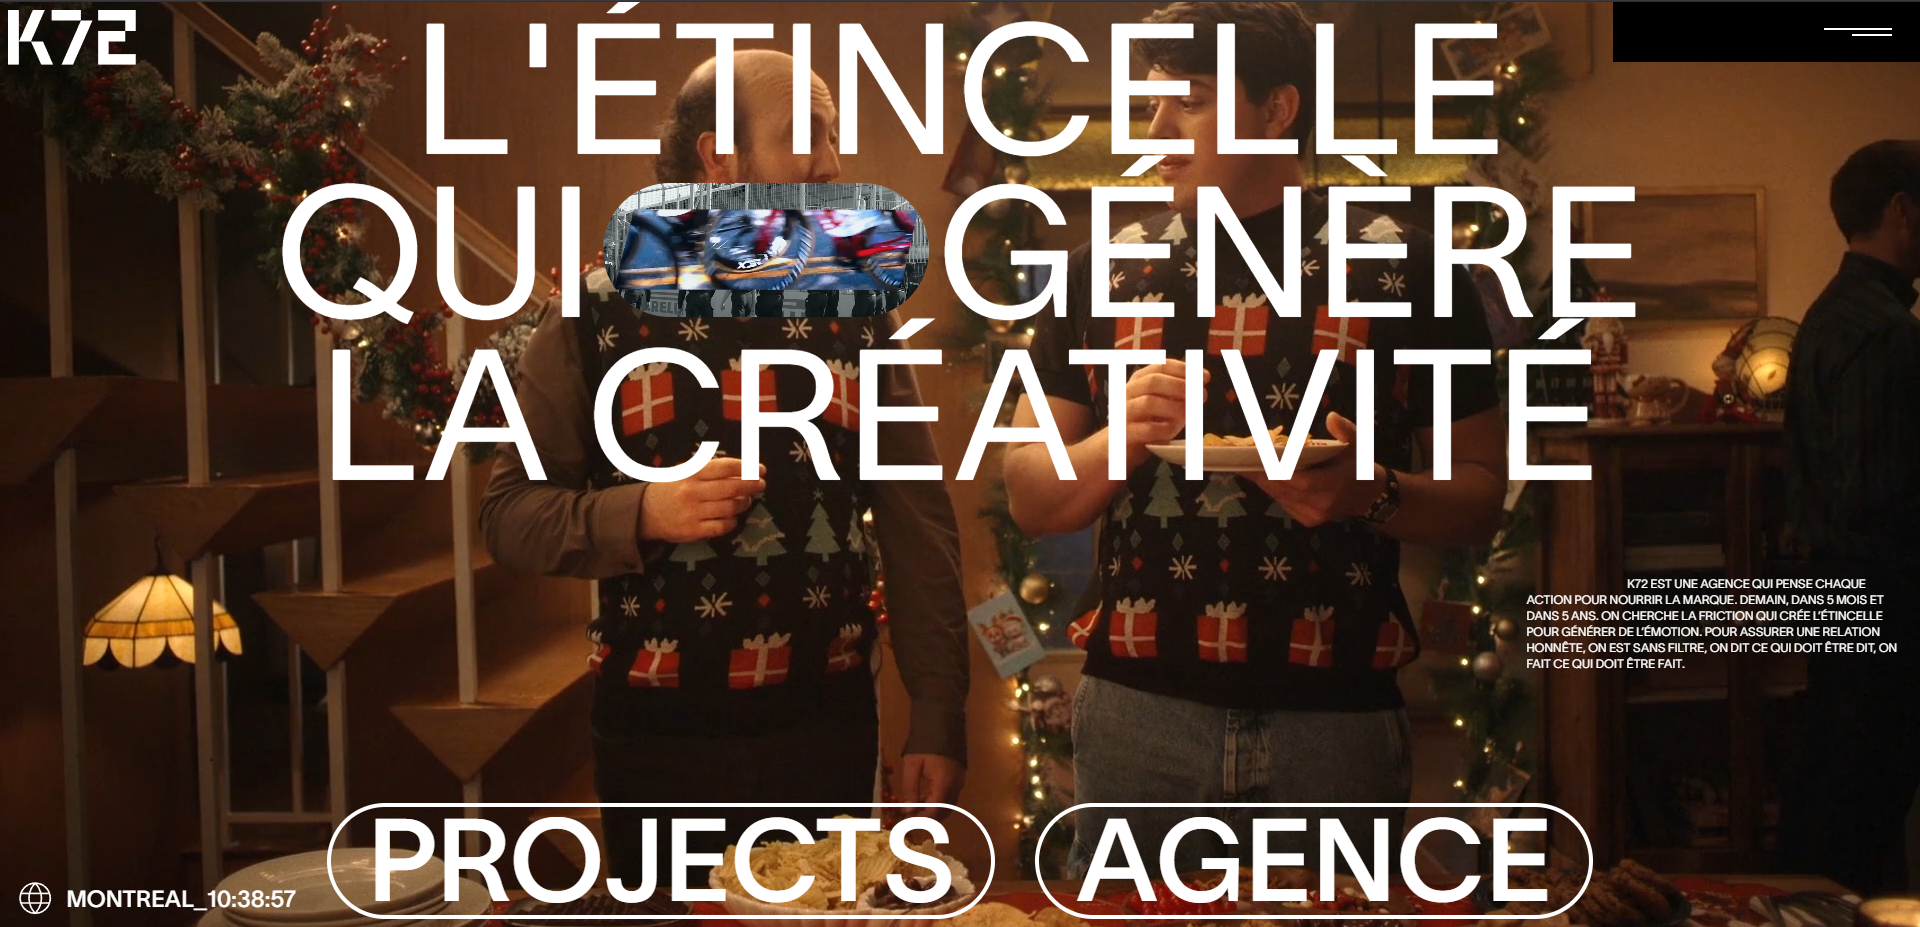 K72
L'ÉTINCELLE
QUI GÉNÈRE
LA CRÉATIVITÉ
K72 EST UNE AGENCE QUI PENSE CHAQUE
ACTION POUR NOURRIR LA MARQUE. DEMAIN, DANS 5 MOIS ET
DANS 5 ANS. ON CHERCHE LA FRICTION QUI CRÉE L'ÉTINCELLE
POUR GÉNÉRER DE L'ÉMOTION. POUR ASSURER UNE RELATION
HONNÊTE, ON EST SANS FILTRE, ON DIT CE QUI DOIT ÊTRE DIT, ON
FAIT CE QUI DOIT ÊTRE FAIT.
PROJECTS
AGENCE
MONTREAL_10:38:57